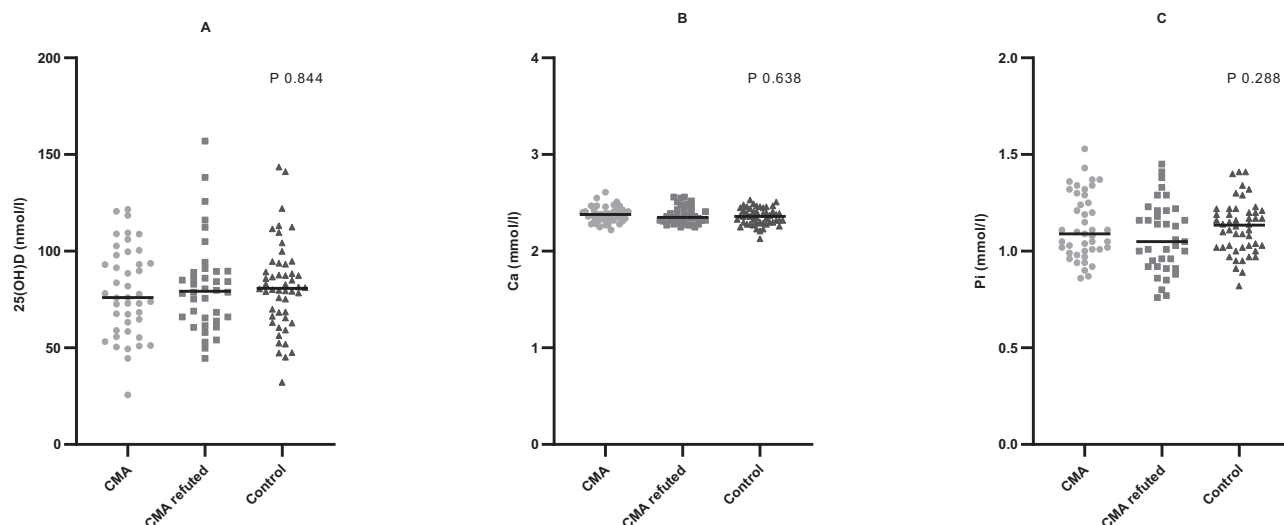 A
200
150
100
50
0
25(OH)D (nmol/l)
P 0.844
CMA
CMA refuted
Control
B
4
3
2
1
0
Ca (mmol/l)
P 0.638
CMA
CMA refuted
Control
C
2.0
1.5
1.0
0.5
0.0
Pi (mmol/l)
P 0.288
CMA
CMA refuted
Control